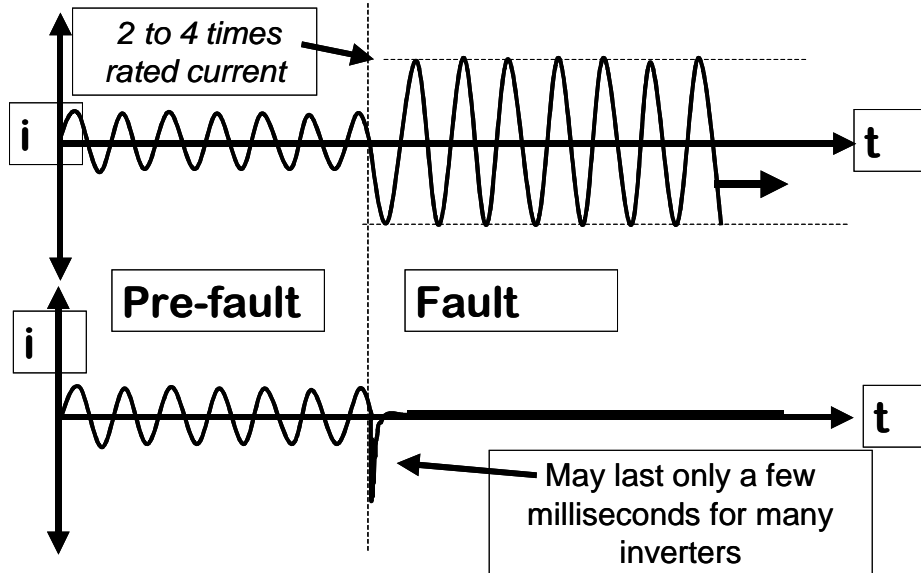 2 to 4 times
rated current
i
t
Pre-fault
Fault
i
t
May last only a few
milliseconds for many
inverters